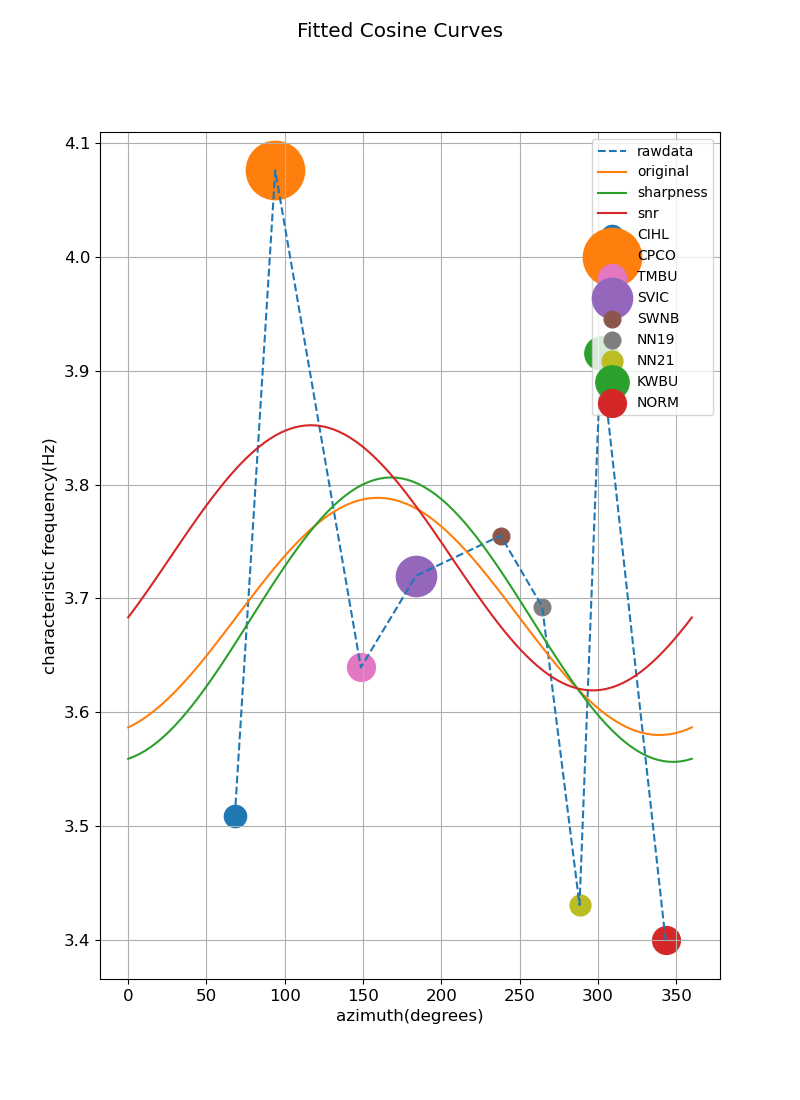 Fitted Cosine Curves
4.1
4.0
3.9
3.8
3.7
3.6
3.5
3.4
characteristic frequency(Hz)
rawdata
original
sharpness
snr
CIHL
CPCO
TMBU
SVIC
SWNB
NN19
NN21
KWBU
NORM
0 50 100 150 200 250 300 350
azimuth(degrees)